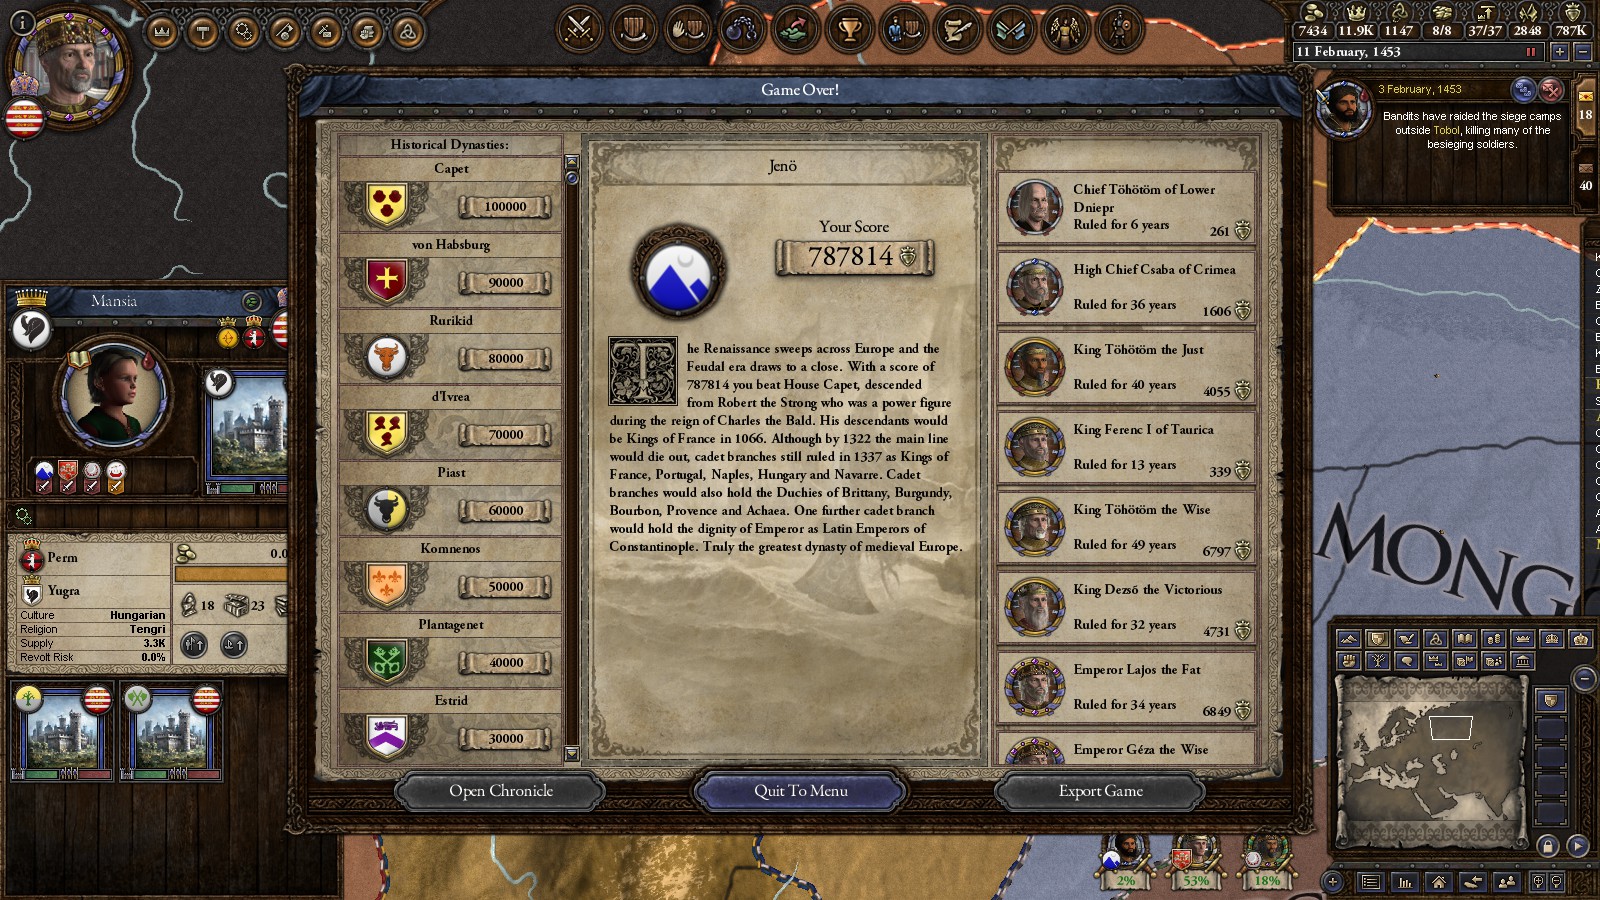 7434 11.9K 1147 8/8 37/37 2848 787K
11 February, 1453
3 February, 1453
Bandits have raided the siege camps
outside Tobol, killing many of the
besieging soldiers.
18
40
Game Over!
Historical Dynasties:
Capet
100000
von Habsburg
90000
Rurikid
80000
d'Ivrea
70000
Piast
60000
Komnenos
50000
Plantagenet
40000
Estrid
30000
Jenö
Your Score
787814
The Renaissance sweeps across Europe and the
Feudal era draws to a close. With a score of
787814 you beat House Capet, descended
from Robert the Strong who was a power figure
during the reign of Charles the Bald. His descendants would
be Kings of France in 1066. Although by 1322 the main line
would die out, cadet branches still ruled in 1337 as Kings of
France, Portugal, Naples, Hungary and Navarre. Cadet
branches would also hold the Duchies of Brittany, Burgundy,
Bourbon, Provence and Achaea. One further cadet branch
would hold the dignity of Emperor as Latin Emperors of
Constantinople. Truly the greatest dynasty of medieval Europe.
Chief Töhötöm of Lower
Dniepr
Ruled for 6 years
261
High Chief Csaba of Crimea
Ruled for 36 years
1606
King Töhötöm the Just
Ruled for 40 years
4055
King Ferenc I of Taurica
Ruled for 13 years
339
King Töhötöm the Wise
Ruled for 49 years
6797
King Dezső the Victorious
Ruled for 32 years
4731
Emperor Lajos the Fat
Ruled for 34 years
6849
Emperor Géza the Wise
Open Chronicle
Quit To Menu
Export Game
Mansia
Perm
0.0
Yugra
18 23
Culture Hungarian
Religion Tengri
Supply 3.3K
Revolt Risk 0.0%
MONG
2% 53% 18%